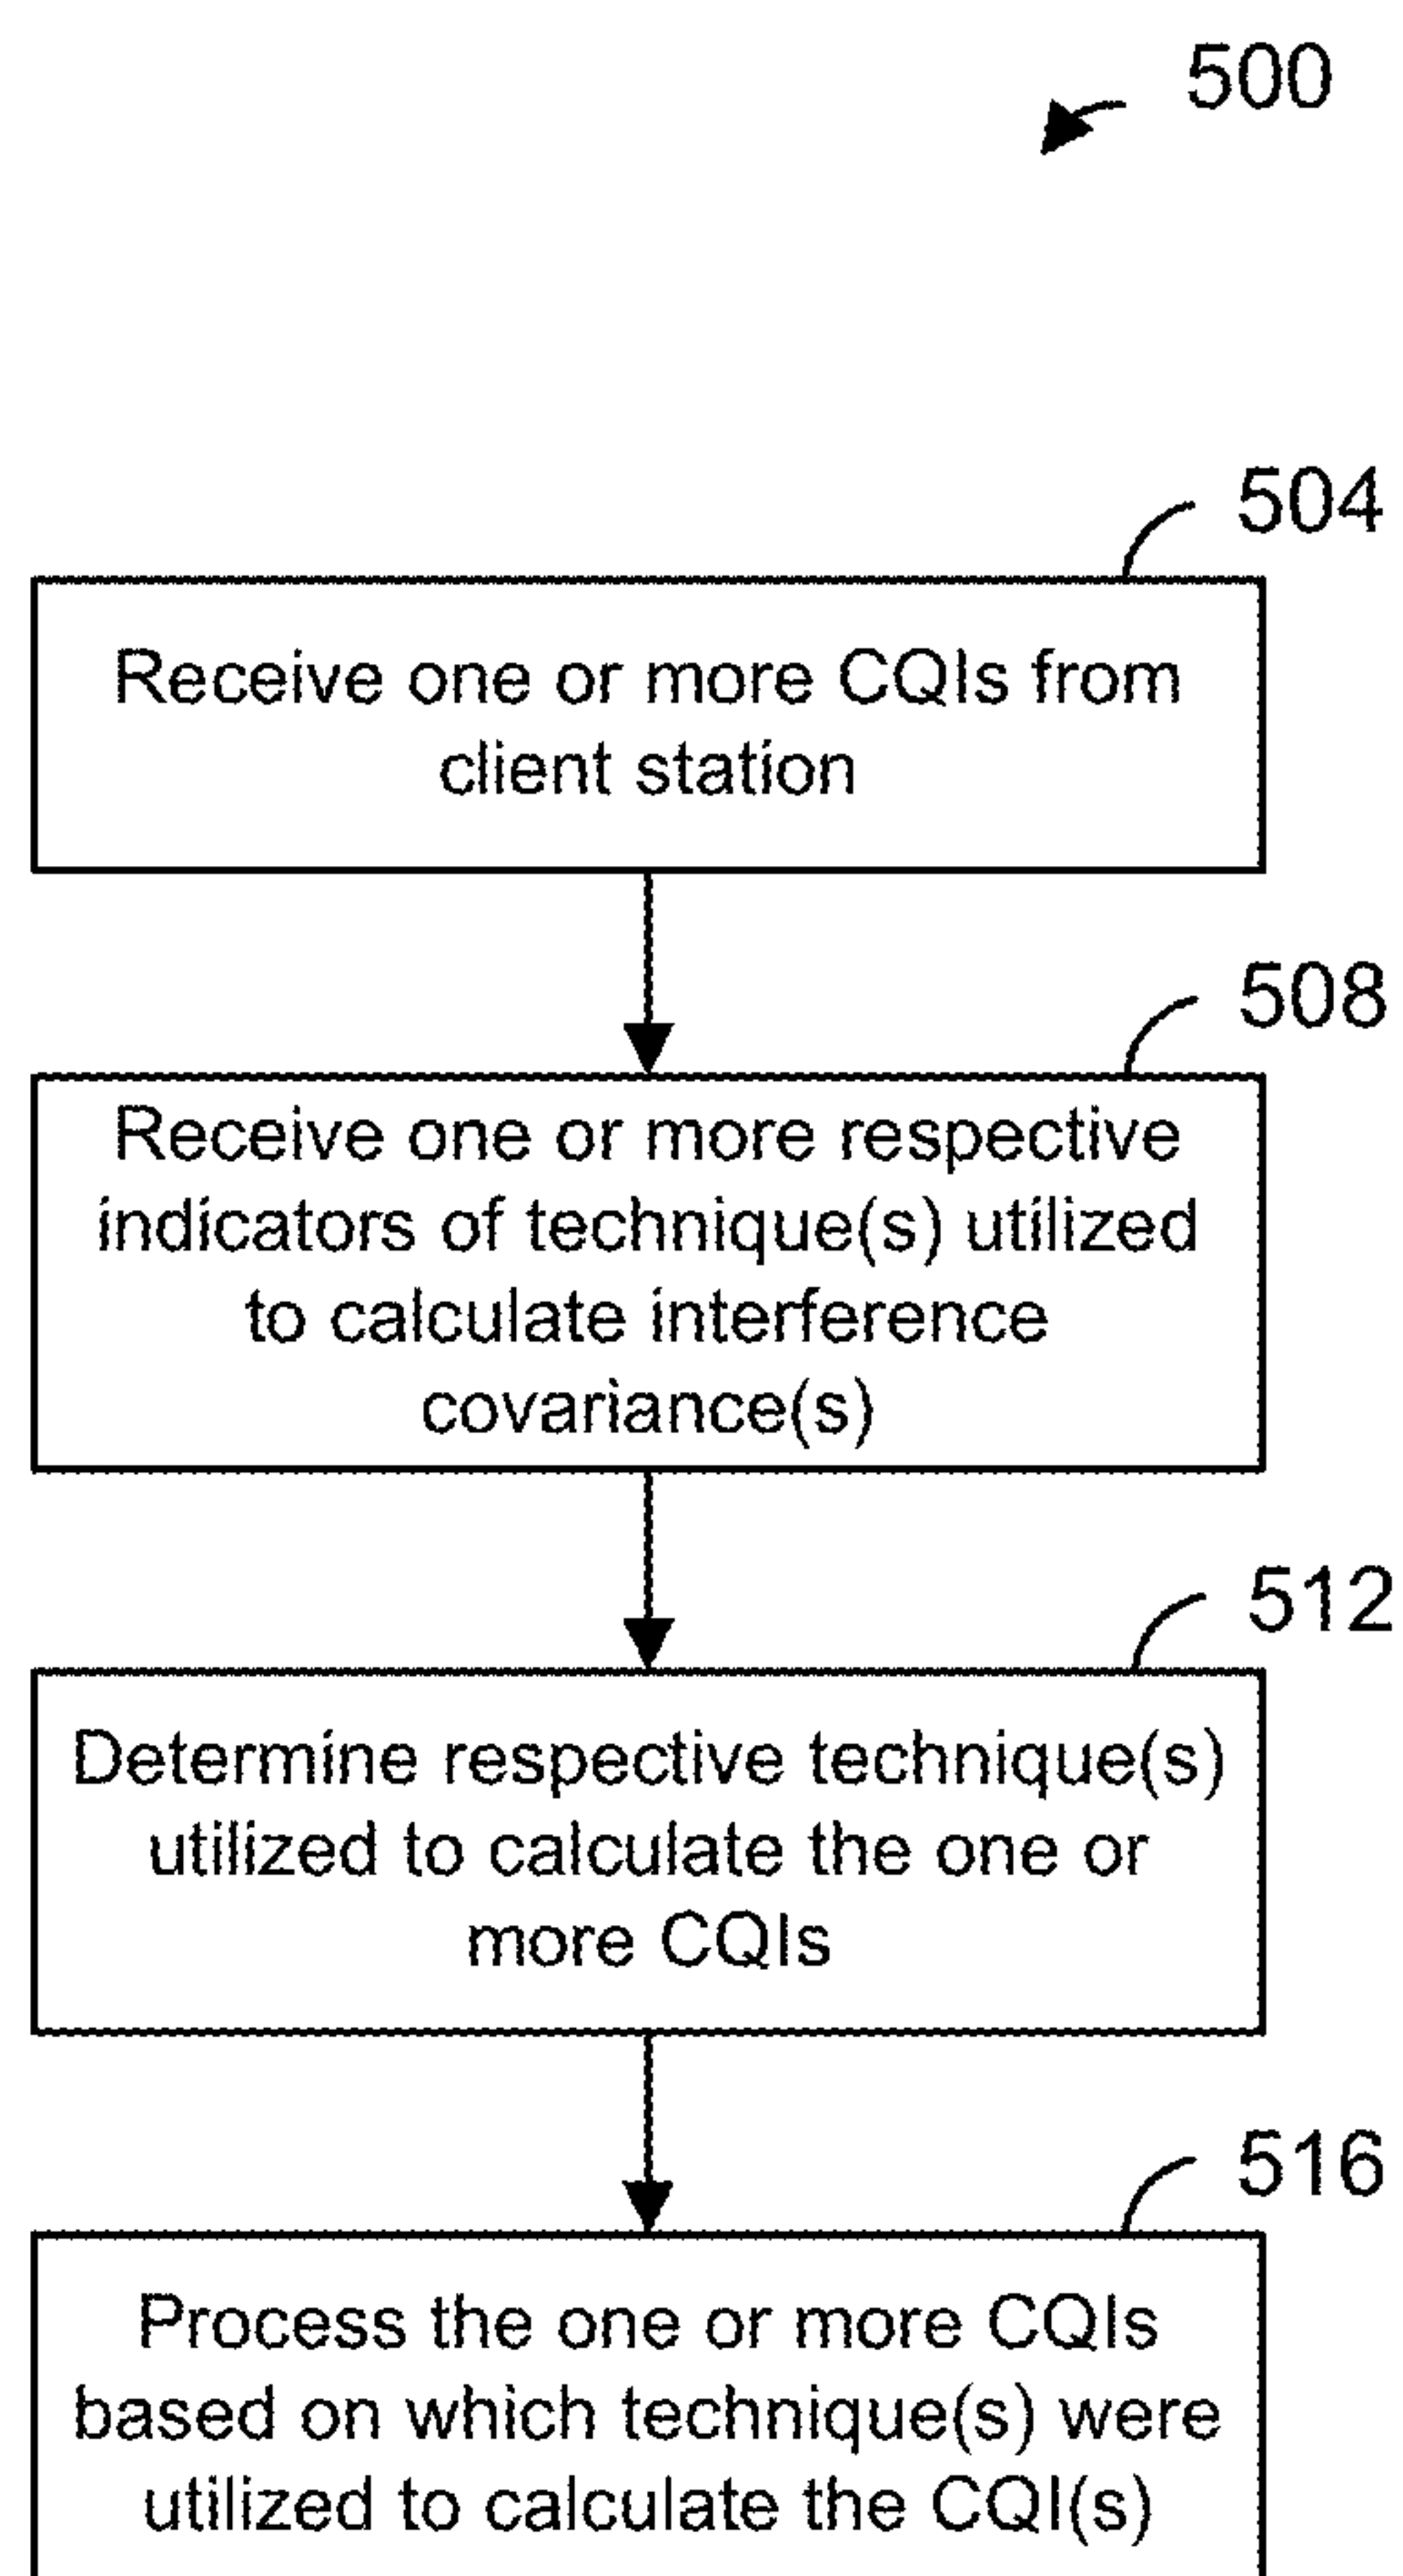 500
504
Receive one or more CQIs from
client station
508
Receive one or more respective
indicators of technique(s) utilized
to calculate interference
covariance(s)
512
Determine respective technique(s)
utilized to calculate the one or
more CQIs
516
Process the one or more CQIs
based on which technique(s) were
utilized to calculate the CQI(s)